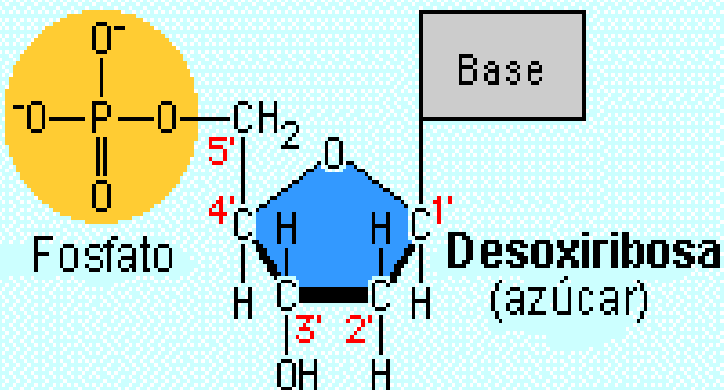 O⁻
Base
⁻O—P—O—CH₂
5'
O
O
4'
C
H
H
C
1'
Fosfato
Desoxiribosa
(azúcar)
H
C
C
H
3'
2'
OH
H